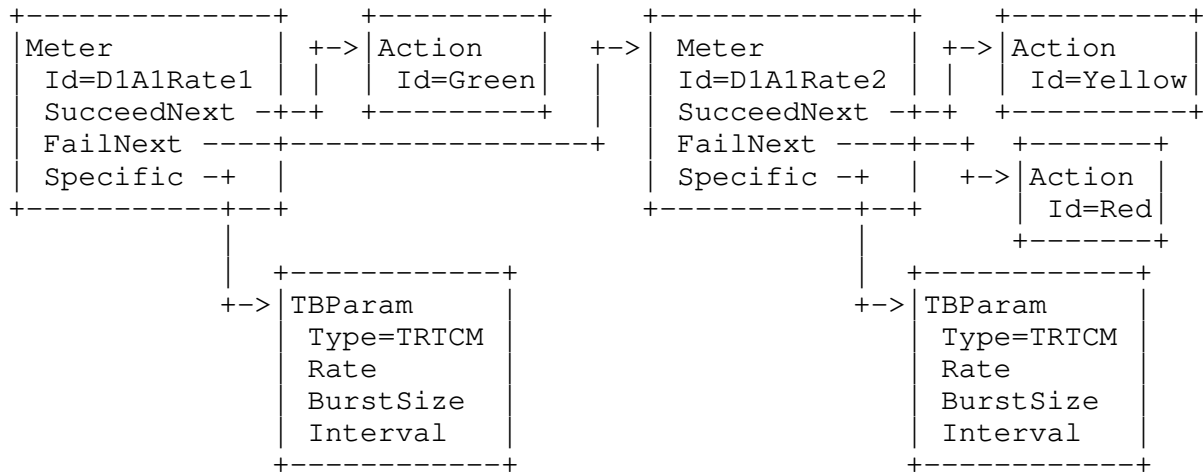 +--------------+     +---------+       +--------------+    +----------+
|Meter         | +->|Action   |  +->| Meter        | +->|Action    |
| Id=D1A1Rate1 | |  | Id=Green|  |  | Id=D1A1Rate2 | |  | Id=Yellow|
| SucceedNext -+-+  +---------+  |  | SucceedNext -+-+  +----------+
| FailNext ----+-----------------+  | FailNext ----+--+  +-------+
| Specific -+  |                    | Specific -+  |  +->|Action |
+-----------+--+                    +-----------+--+     | Id=Red|
            |                                   |        +-------+
            |  +------------+                   |  +------------+
            +->|TBParam     |                   +->|TBParam     |
               | Type=TRTCM |                      | Type=TRTCM |
               | Rate       |                      | Rate       |
               | BurstSize  |                      | BurstSize  |
               | Interval   |                      | Interval   |
               +------------+                      +------------+